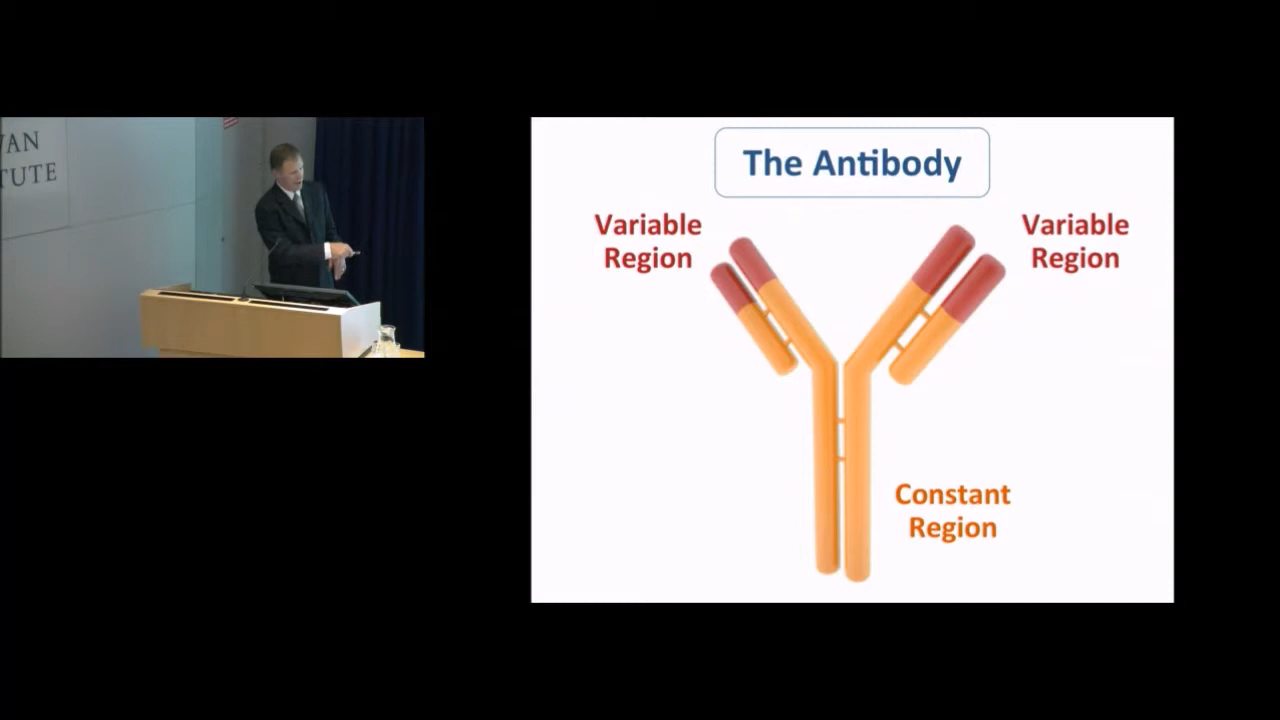 The Antibody
Variable
Region
Variable
Region
Constant
Region